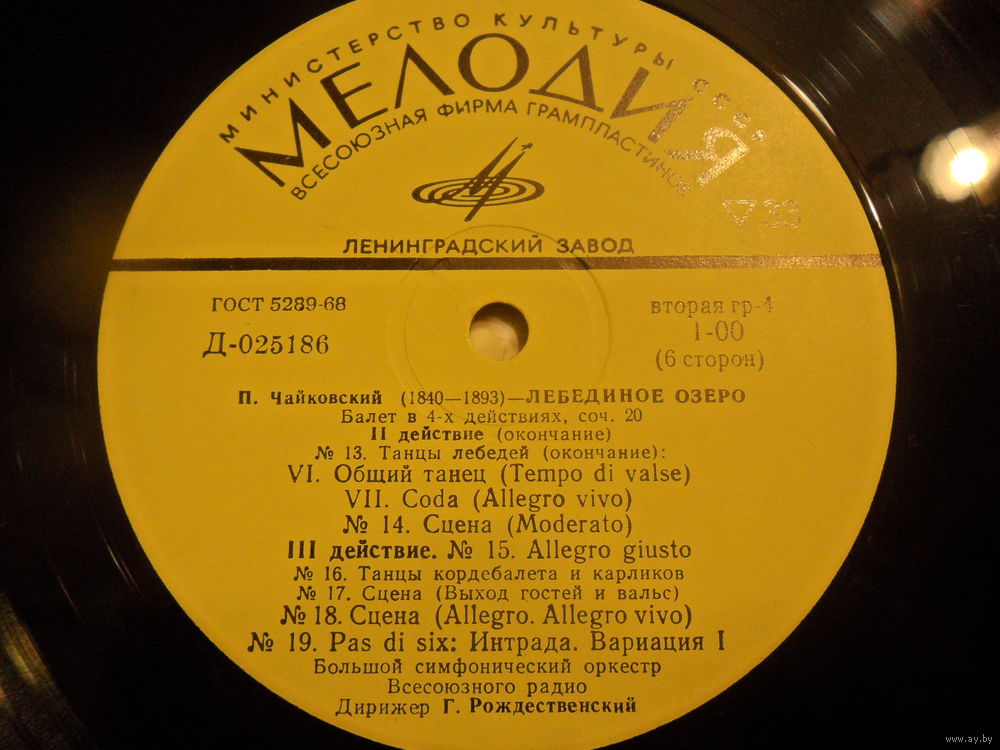 МИНИСТЕРСТВО КУЛЬТУРЫ СССР
МЕЛОДИЯ
ВСЕСОЮЗНАЯ ФИРМА ГРАМПЛАСТИНОК
33
ЛЕНИНГРАДСКИЙ ЗАВОД
ГОСТ 5289-68
Д-025186
вторая гр-4
1-00
(6 сторон)
П. Чайковский (1840—1893)—ЛЕБЕДИНОЕ ОЗЕРО
Балет в 4-х действиях, соч. 20
II действие (окончание)
№ 13. Танцы лебедей (окончание):
VI. Общий танец (Tempo di valse)
VII. Coda (Allegro vivo)
№ 14. Сцена (Moderato)
III действие. № 15. Allegro giusto
№ 16. Танцы кордебалета и карликов
№ 17. Сцена (Выход гостей и вальс)
№ 18. Сцена (Allegro. Allegro vivo)
№ 19. Pas di six: Интрада. Вариация I
Большой симфонический оркестр
Всесоюзного радио
Дирижер Г. Рождественский
www.ay.by